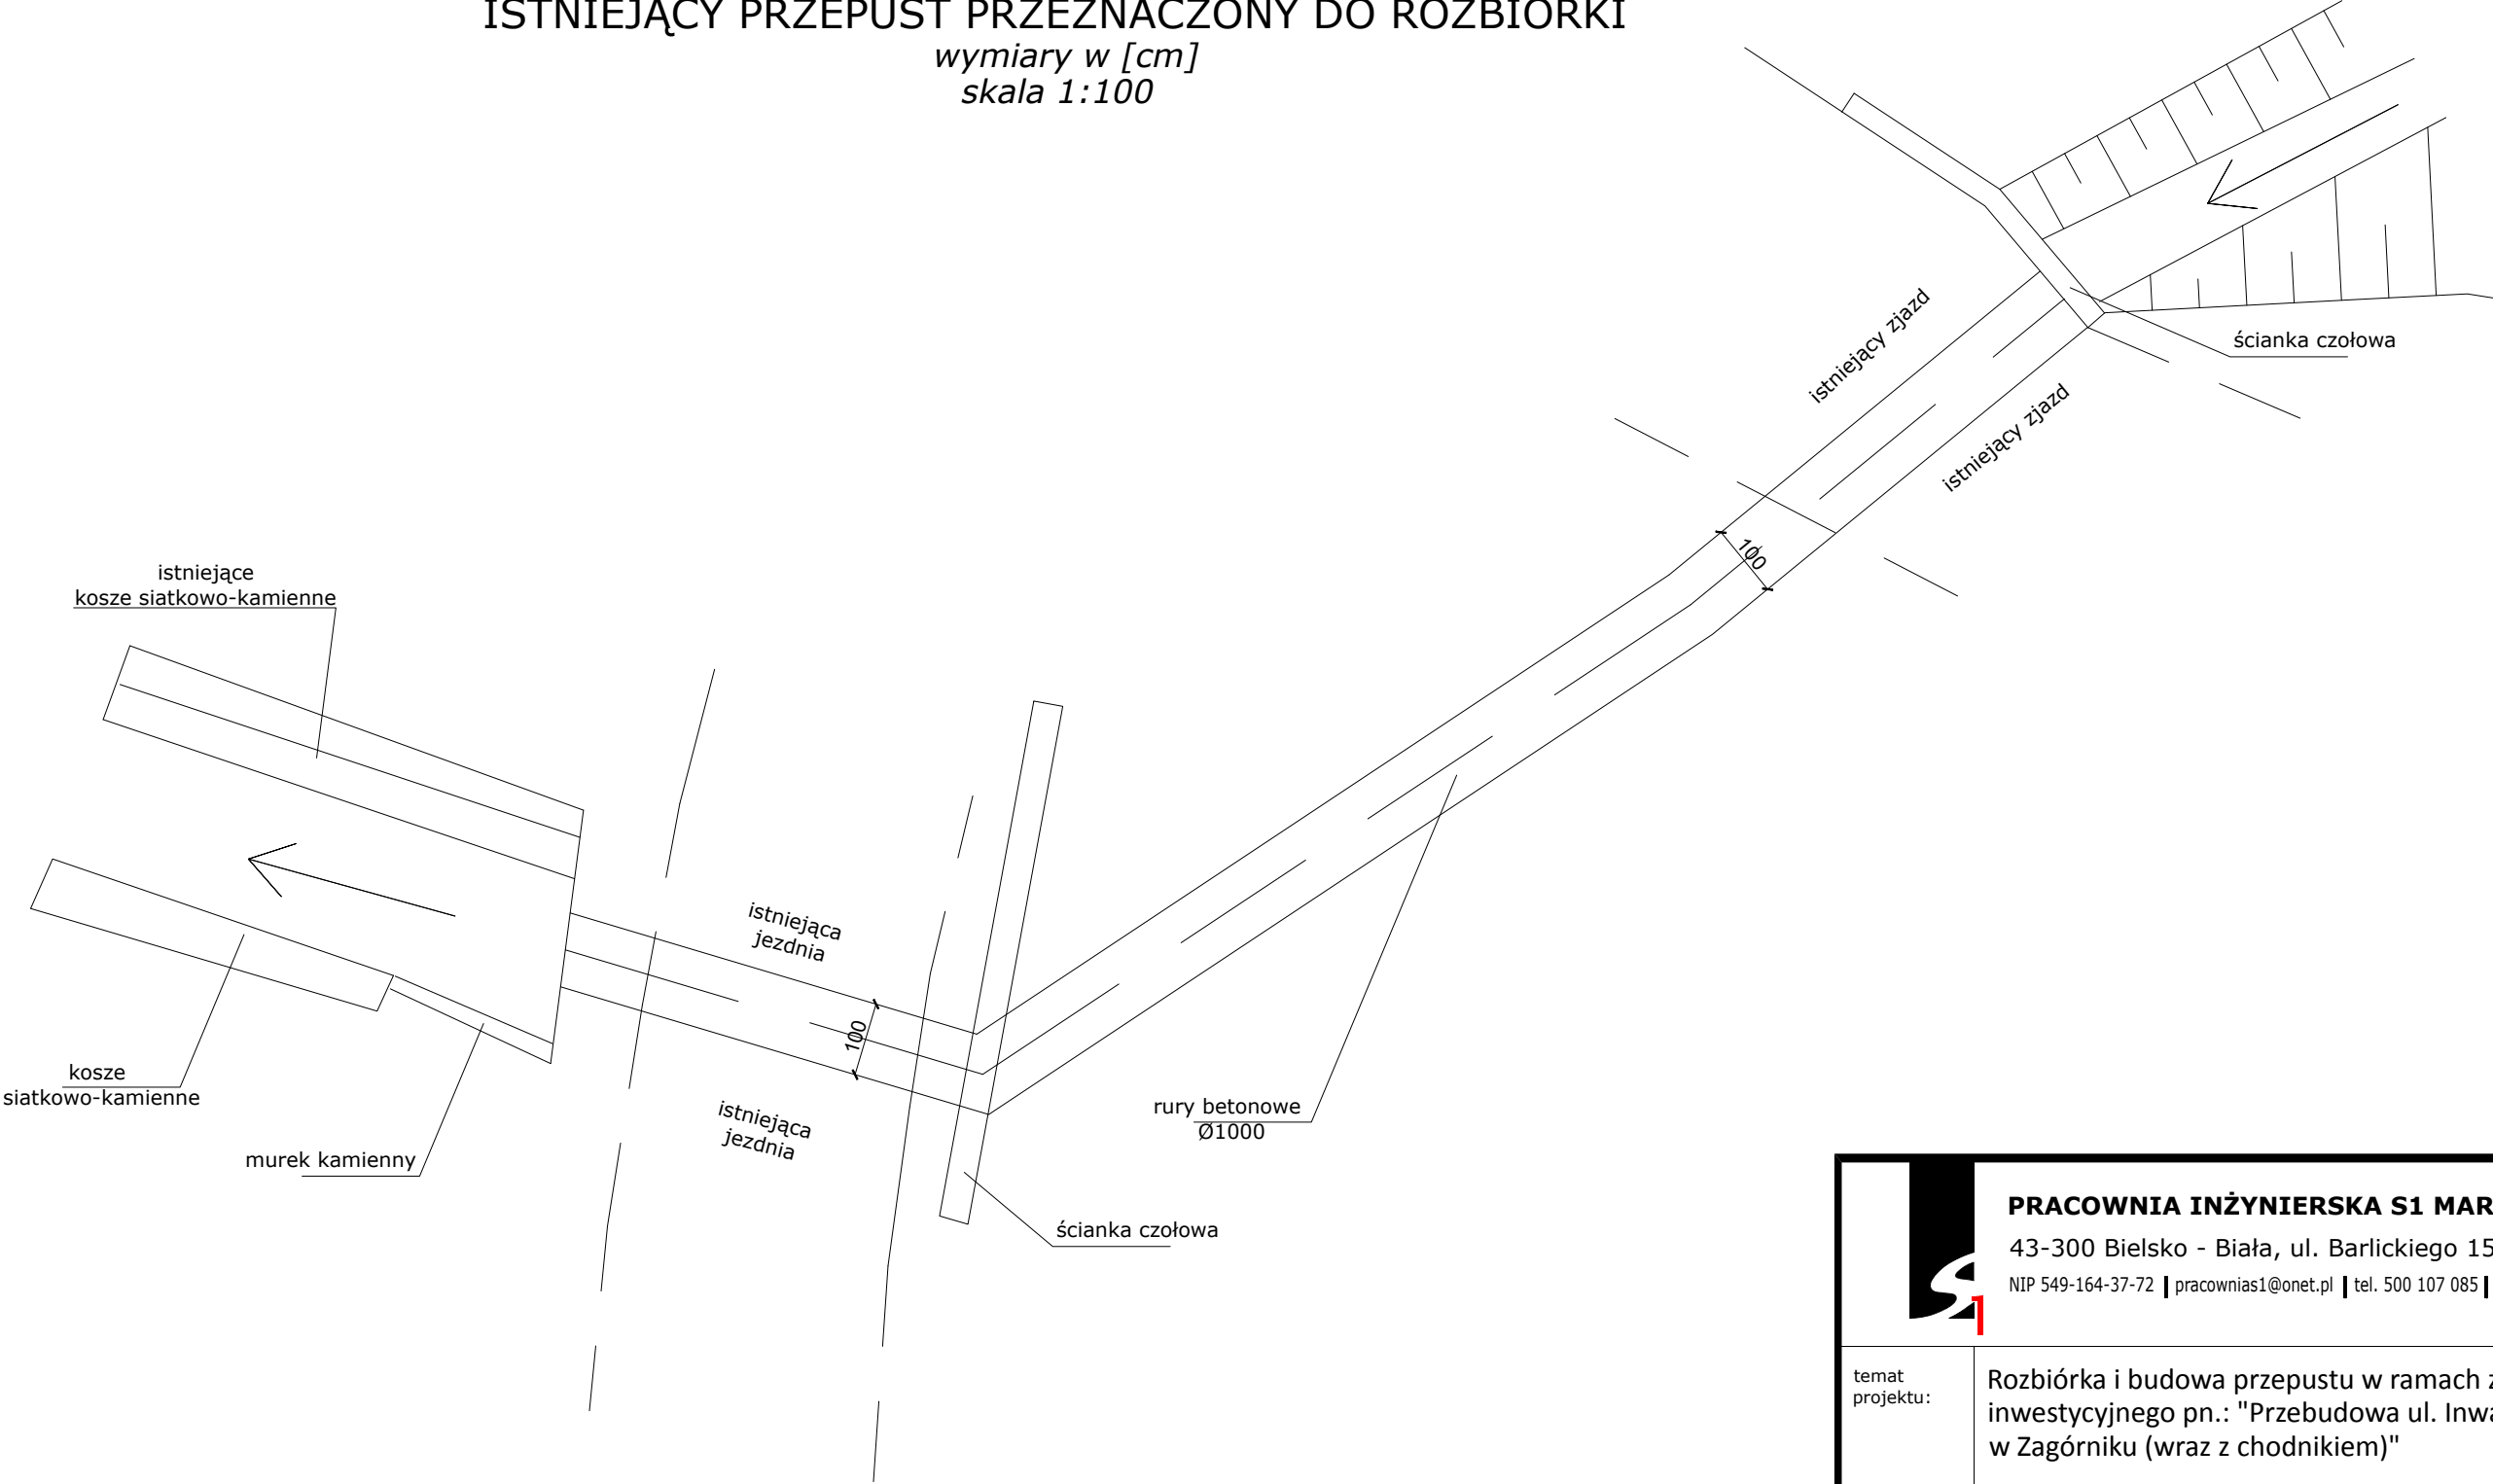 ISTNIEJĄCY PRZEPUST PRZEZNACZONY DO ROZBIÓRKI
wymiary w [cm]
skala 1:100
istniejący zjazd
ścianka czołowa
istniejący zjazd
100
istniejące
kosze siatkowo-kamienne
istniejąca
jezdnia
100
kosze
siatkowo-kamienne
istniejąca
jezdnia
rury betonowe
Ø1000
murek kamienny
ścianka czołowa
S1
PRACOWNIA INŻYNIERSKA S1 MAR
43-300 Bielsko - Biała, ul. Barlickiego 15
NIP 549-164-37-72 | pracownias1@onet.pl | tel. 500 107 085 |
temat
projektu:
Rozbiórka i budowa przepustu w ramach z
inwestycyjnego pn.: "Przebudowa ul. Inwa
w Zagórniku (wraz z chodnikiem)"